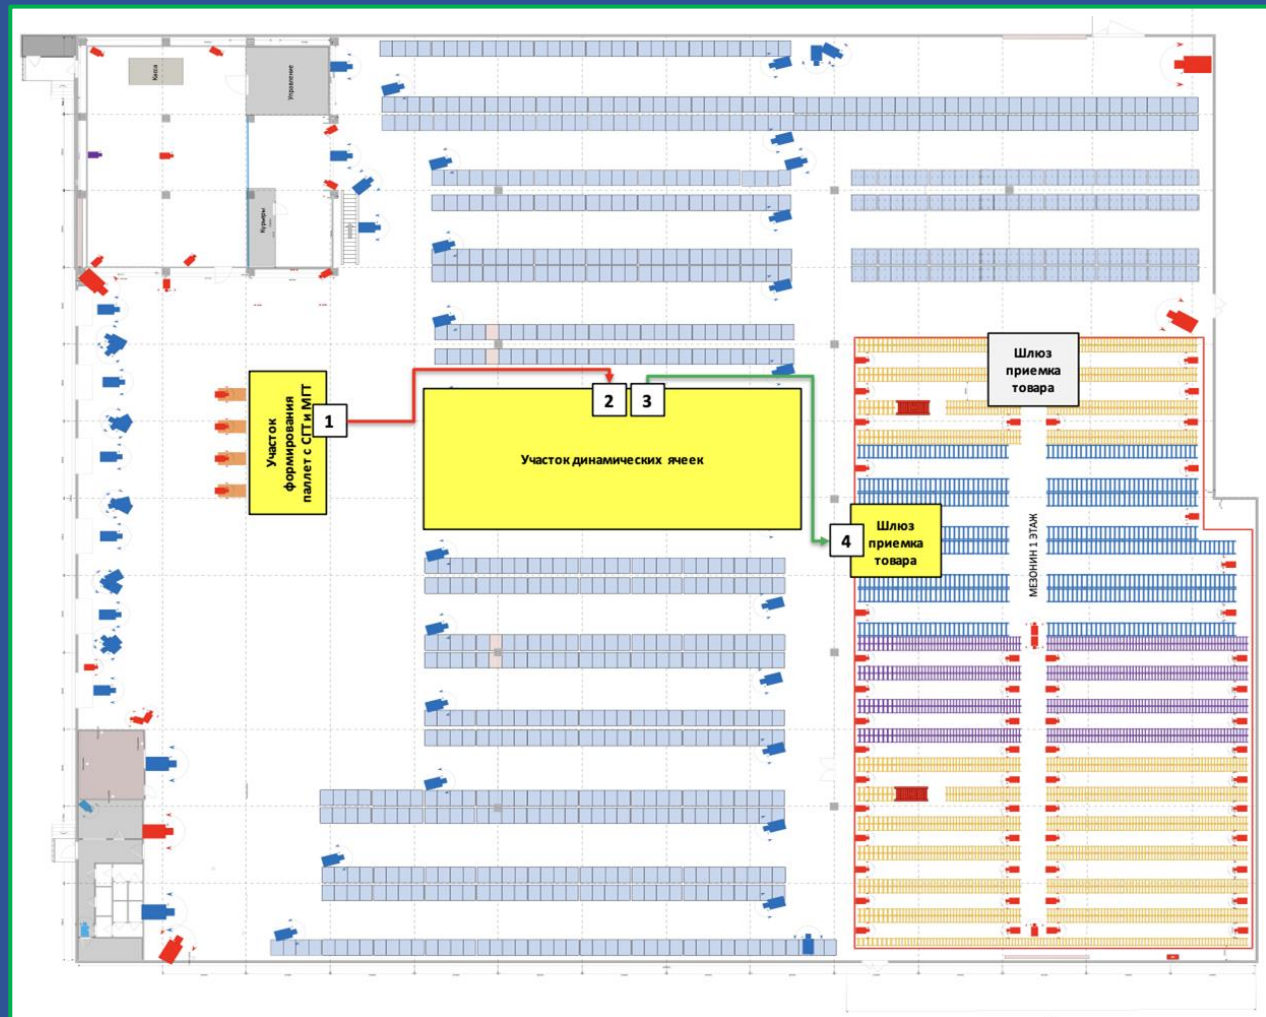 Касса
Управление
Курьеры
Шлюз
приемка
товара
Участок
формирования
паллет с СГТ и МГТ
1
2
3
Участок динамических ячеек
4
Шлюз
приемка
товара
МЕЗОНИН 1 ЭТАЖ